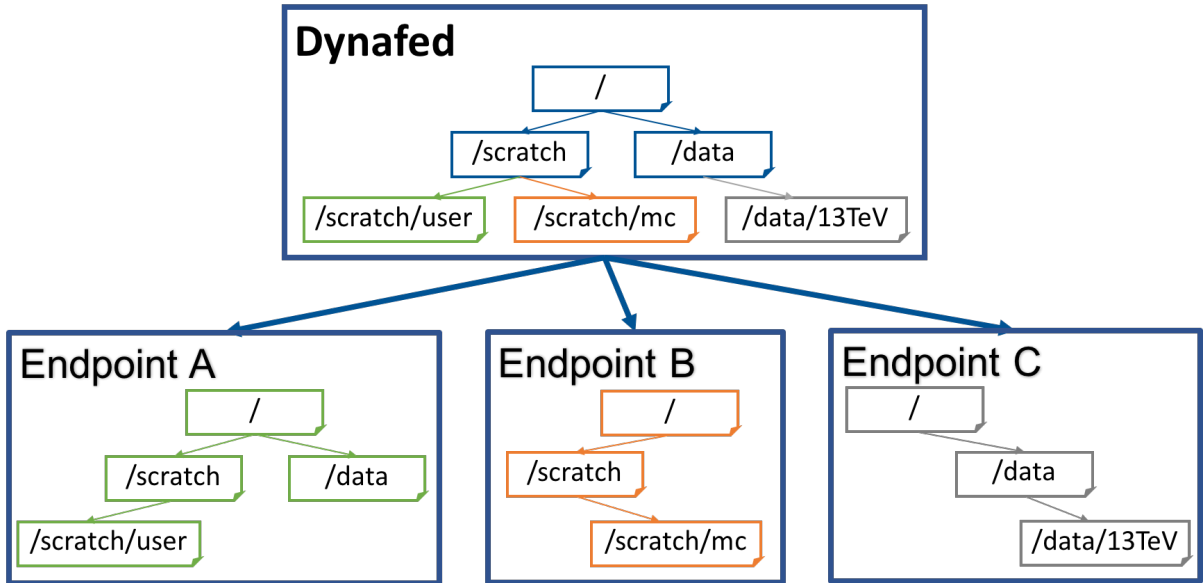 Dynafed
/
/scratch
/data
/scratch/user
/scratch/mc
/data/13TeV
Endpoint A
/
/scratch
/data
/scratch/user
Endpoint B
/
/scratch
/scratch/mc
Endpoint C
/
/data
/data/13TeV